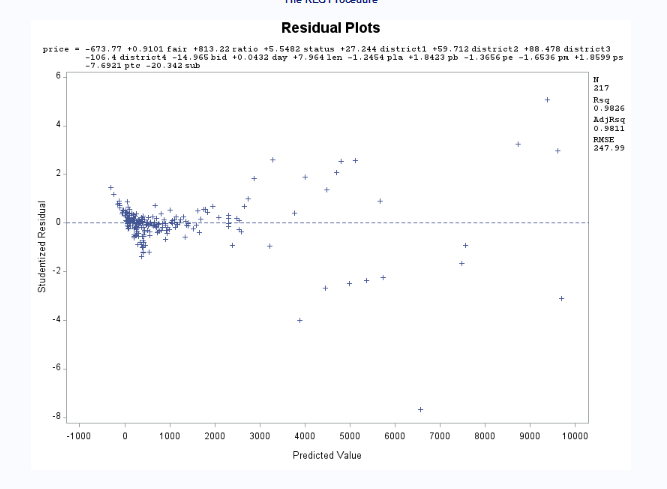 The REG Procedure
Residual Plots
price = -673.77 +0.9101 fair +813.22 ratio +5.5482 status +27.244 district1 +59.712 district2 +88.478 district3
-106.4 district4 -14.965 bid +0.0432 day +7.964 len -1.2454 pla +1.8423 pb -1.3656 pe -1.6536 pm +1.8599 ps
-7.6921 ptc -20.342 sub
N
217
Rsq
0.9826
AdjRsq
0.9811
RMSE
247.99
6
4
2
0
-2
-4
-6
-8
Studentized Residual
-1000 0 1000 2000 3000 4000 5000 6000 7000 8000 9000 10000
Predicted Value